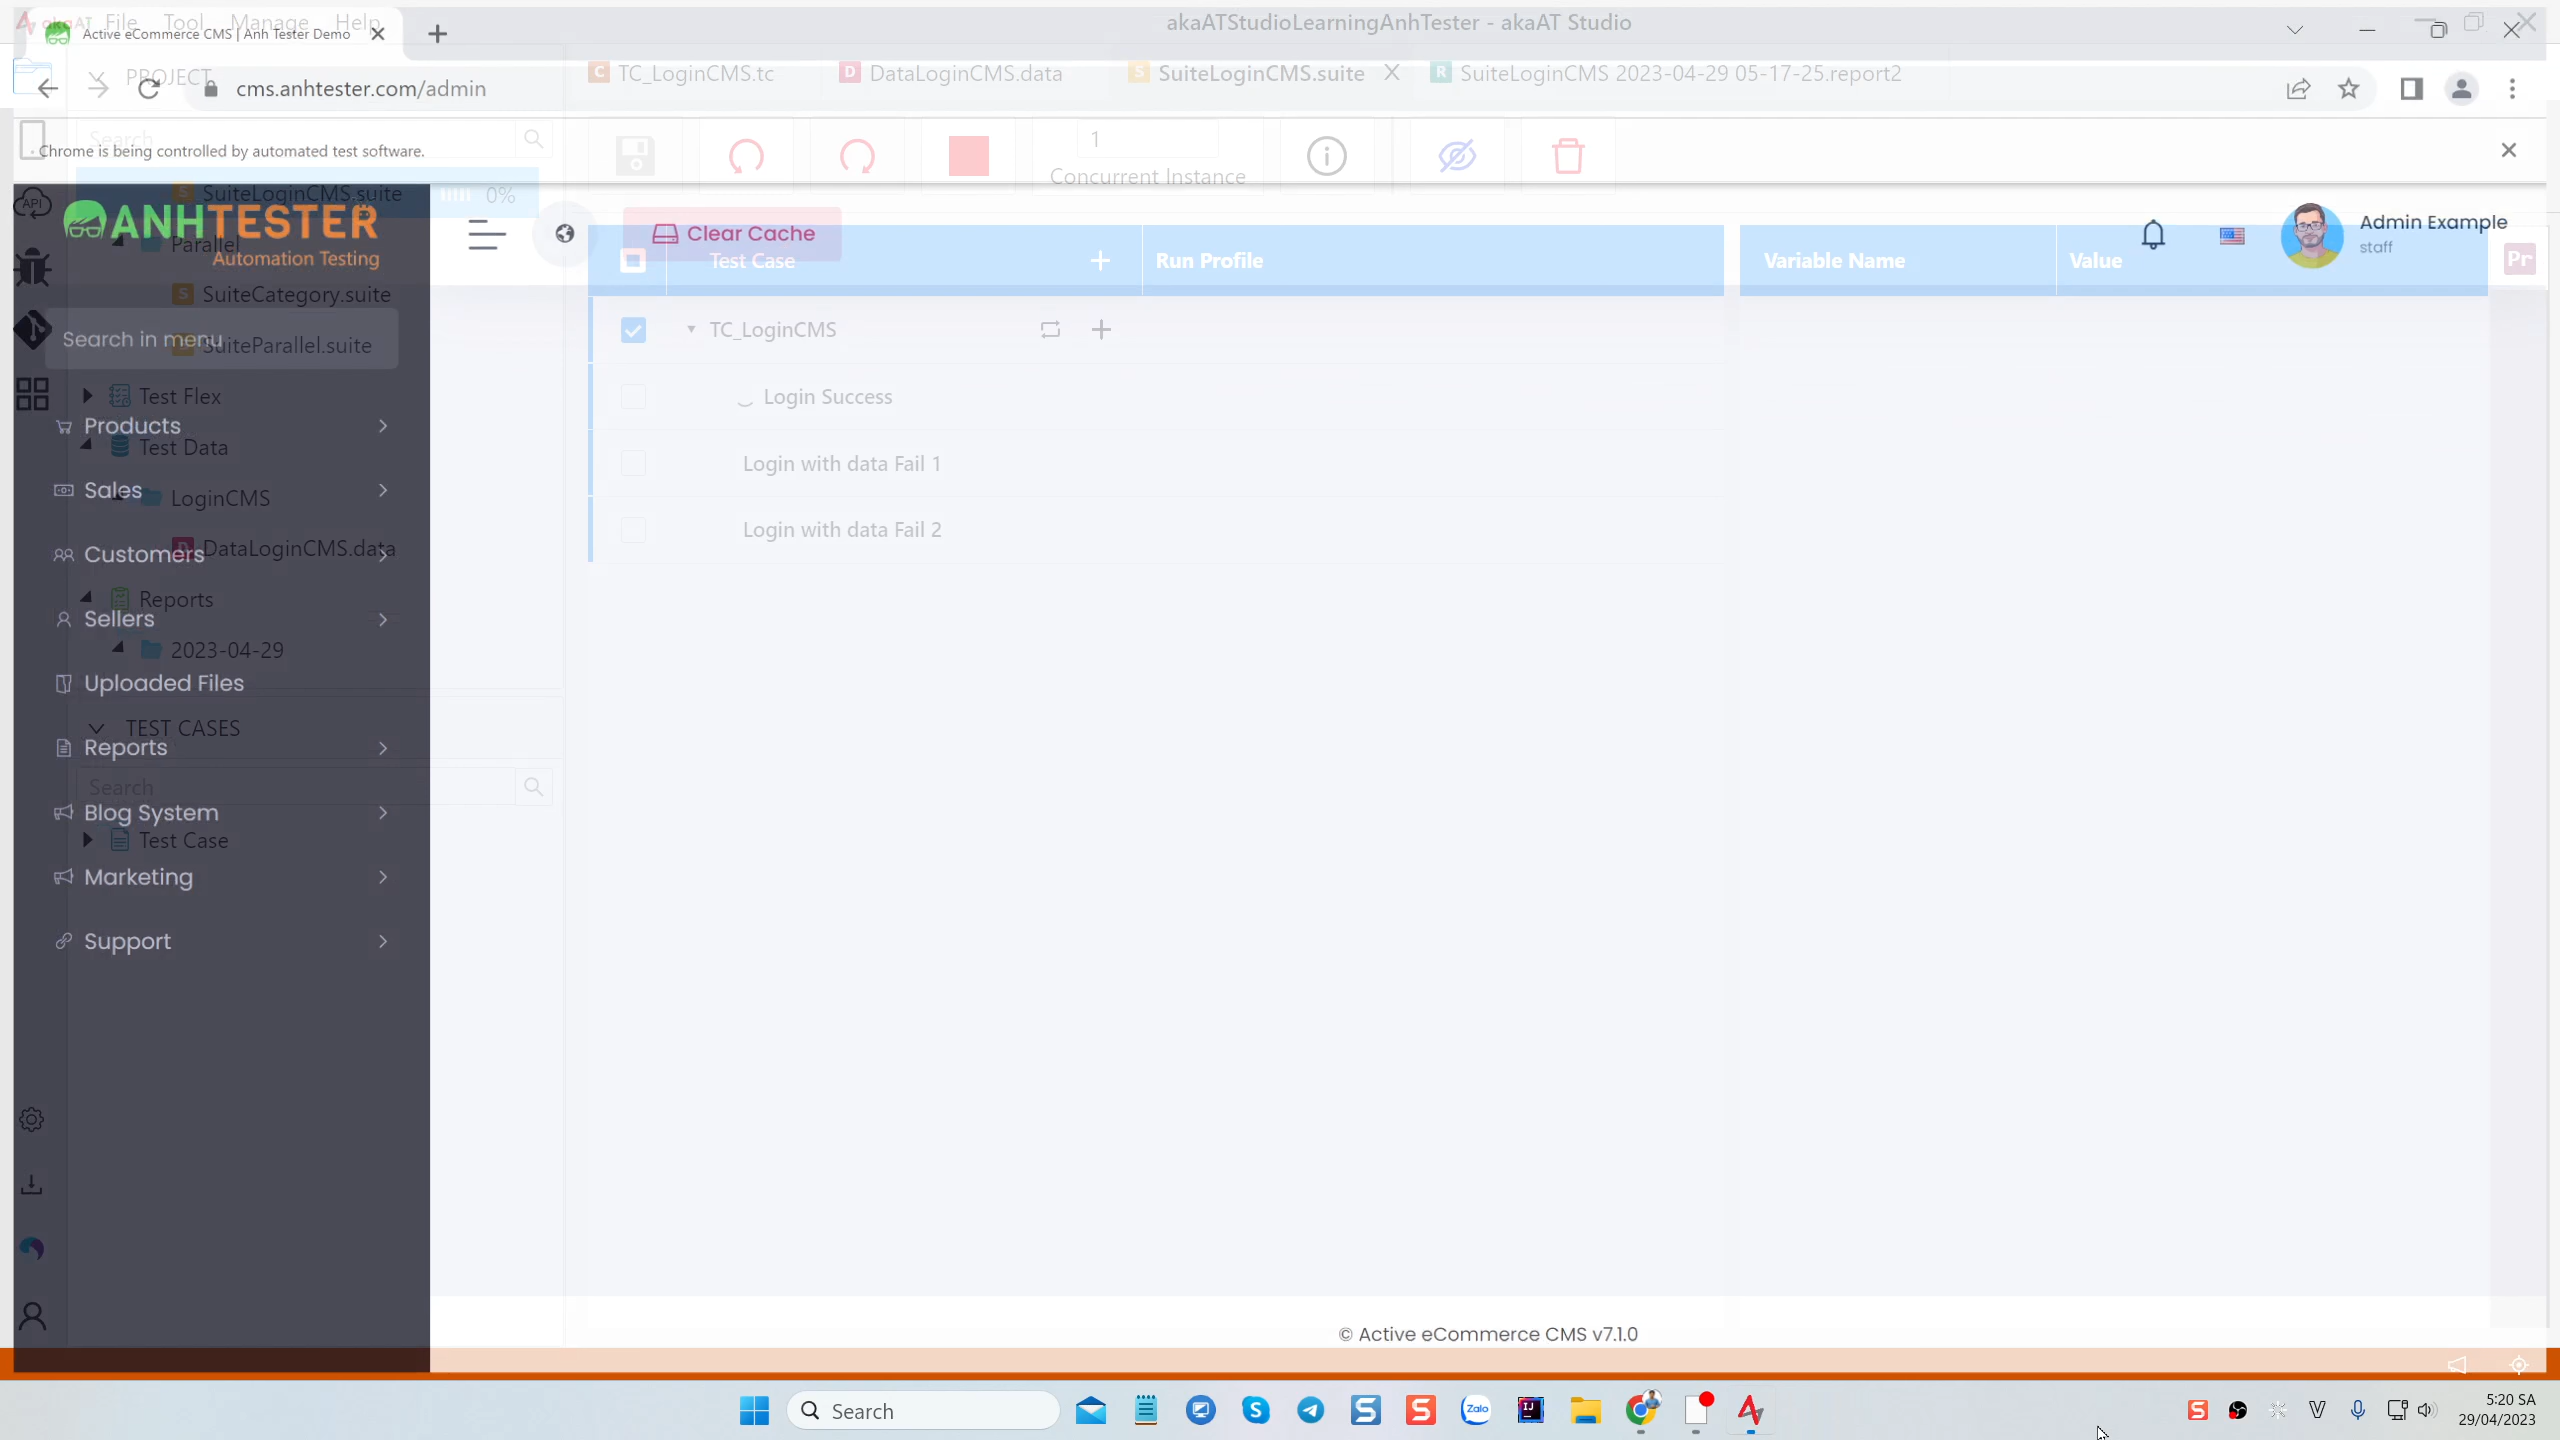 akaAT File Tool Manage Help
akaATStudioLearningAnhTester - akaAT Studio
Active eCommerce CMS | Anh Tester Demo
PROJECT
cms.anhtester.com/admin
TC_LoginCMS.tc
DataLoginCMS.data
SuiteLoginCMS.suite
SuiteLoginCMS 2023-04-29 05-17-25.report2
Search
Chrome is being controlled by automated test software.
1
Concurrent Instance
SuiteLoginCMS.suite
0%
API
ANHTESTER
Automation Testing
Parallel
Clear Cache
Admin Example
staff
Test Case
Run Profile
Variable Name
Value
Pr
SuiteCategory.suite
Search in menu
SuiteParallel.suite
TC_LoginCMS
Test Flex
Login Success
Products
Test Data
Login with data Fail 1
Sales
LoginCMS
Login with data Fail 2
Customers
DataLoginCMS.data
Reports
Sellers
2023-04-29
Uploaded Files
TEST CASES
Reports
Search
Blog System
Test Case
Marketing
Support
© Active eCommerce CMS v7.1.0
Search
Zalo
5:20 SA
29/04/2023